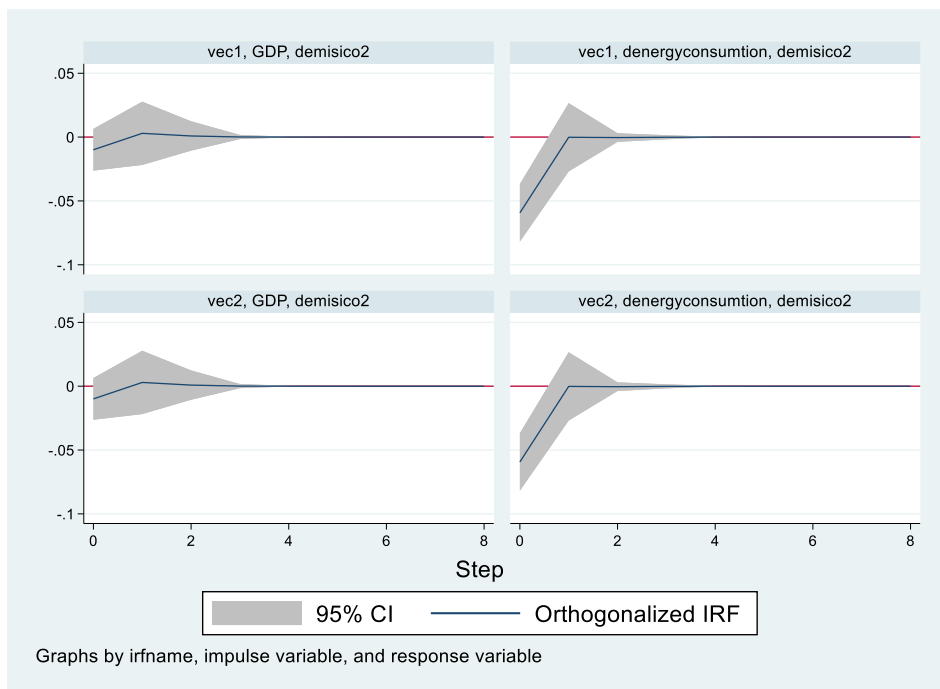 vec1, GDP, demisico2
vec1, denergyconsumtion, demisico2
.05
0
-.05
-.1
vec2, GDP, demisico2
vec2, denergyconsumtion, demisico2
.05
0
-.05
-.1
0 2 4 6 8 0 2 4 6 8
Step
95% CI Orthogonalized IRF
Graphs by irfname, impulse variable, and response variable